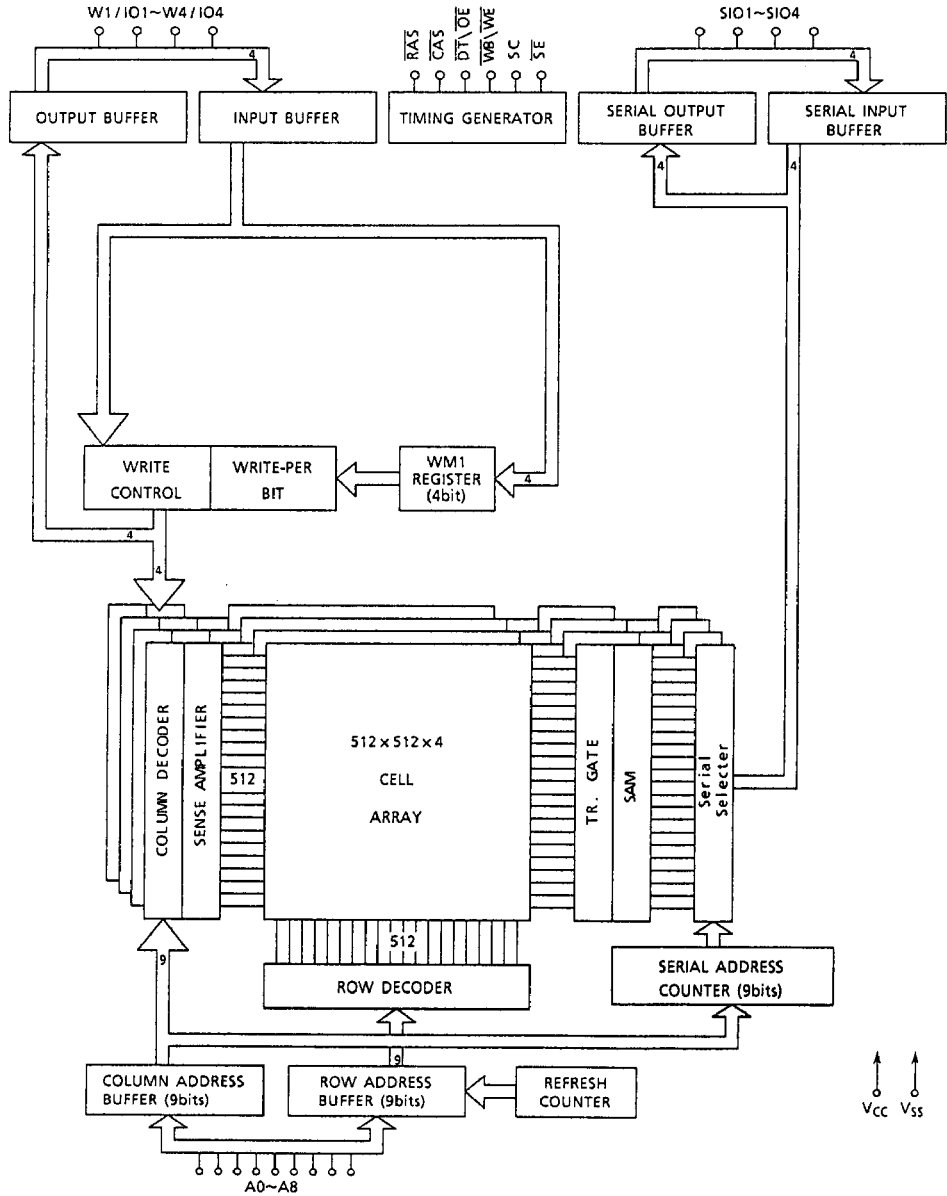 W1/IO1~W4/IO4
RAS
CAS
DT\OE
WB\WE
SC
SE
SIO1~SIO4
4
4
OUTPUT BUFFER
INPUT BUFFER
TIMING GENERATOR
SERIAL OUTPUT
BUFFER
SERIAL INPUT
BUFFER
4
4
WRITE
CONTROL
WRITE-PER
BIT
WM1
REGISTER
(4bit)
4
4
4
COLUMN DECODER
SENSE AMPLIFIER
512
512×512×4
CELL
ARRAY
TR. GATE
SAM
Serial
Selecter
512
ROW DECODER
SERIAL ADDRESS
COUNTER (9bits)
9
9
COLUMN ADDRESS
BUFFER (9bits)
ROW ADDRESS
BUFFER (9bits)
REFRESH
COUNTER
VCC
VSS
A0~A8